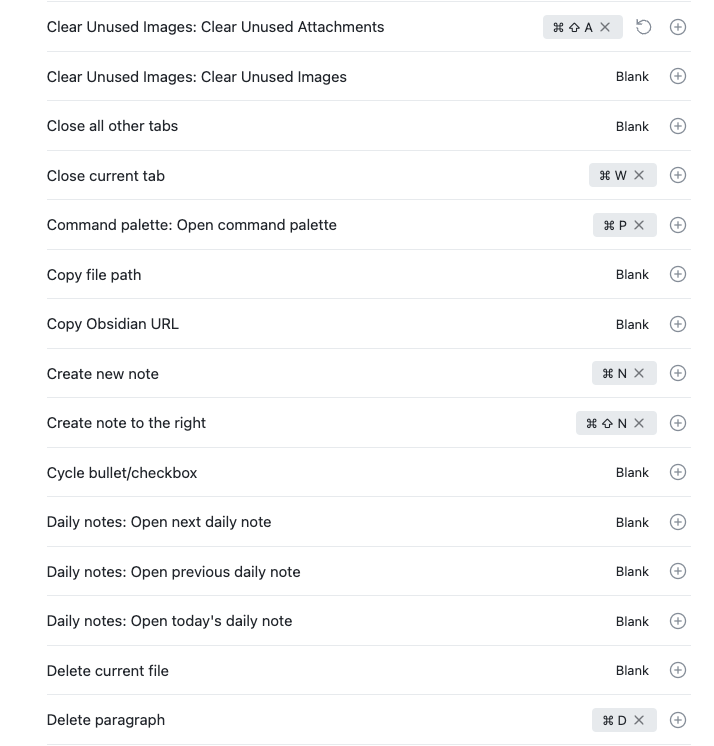 Clear Unused Images: Clear Unused Attachments ⌘ ⇧ A
Clear Unused Images: Clear Unused Images Blank
Close all other tabs Blank
Close current tab ⌘ W
Command palette: Open command palette ⌘ P
Copy file path Blank
Copy Obsidian URL Blank
Create new note ⌘ N
Create note to the right ⌘ ⇧ N
Cycle bullet/checkbox Blank
Daily notes: Open next daily note Blank
Daily notes: Open previous daily note Blank
Daily notes: Open today's daily note Blank
Delete current file Blank
Delete paragraph ⌘ D